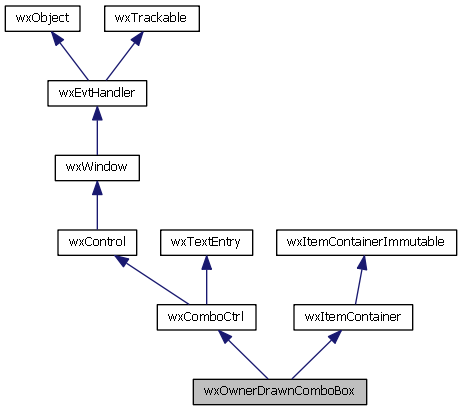 wxObject
wxTrackable
wxEvtHandler
wxWindow
wxControl
wxTextEntry
wxItemContainerImmutable
wxComboCtrl
wxItemContainer
wxOwnerDrawnComboBox